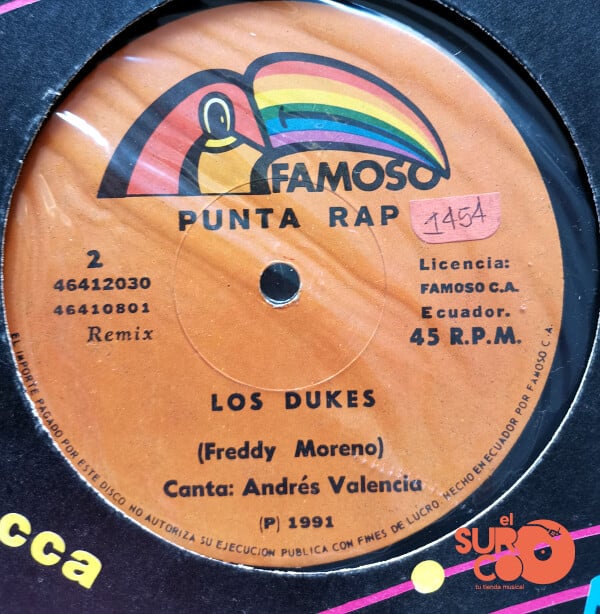 FAMOSO
PUNTA RAP
1454
2
46412030
46410801
Remix
Licencia:
FAMOSO C.A.
Ecuador.
45 R.P.M.
LOS DUKES
(Freddy Moreno)
Canta: Andrés Valencia
(P) 1991
EL IMPORTE PAGADO POR ESTE DISCO NO AUTORIZA SU EJECUCION PUBLICA CON FINES DE LUCRO. HECHO EN ECUADOR POR FAMOSO C.A.
cca
el
SURCO
tu tienda musical